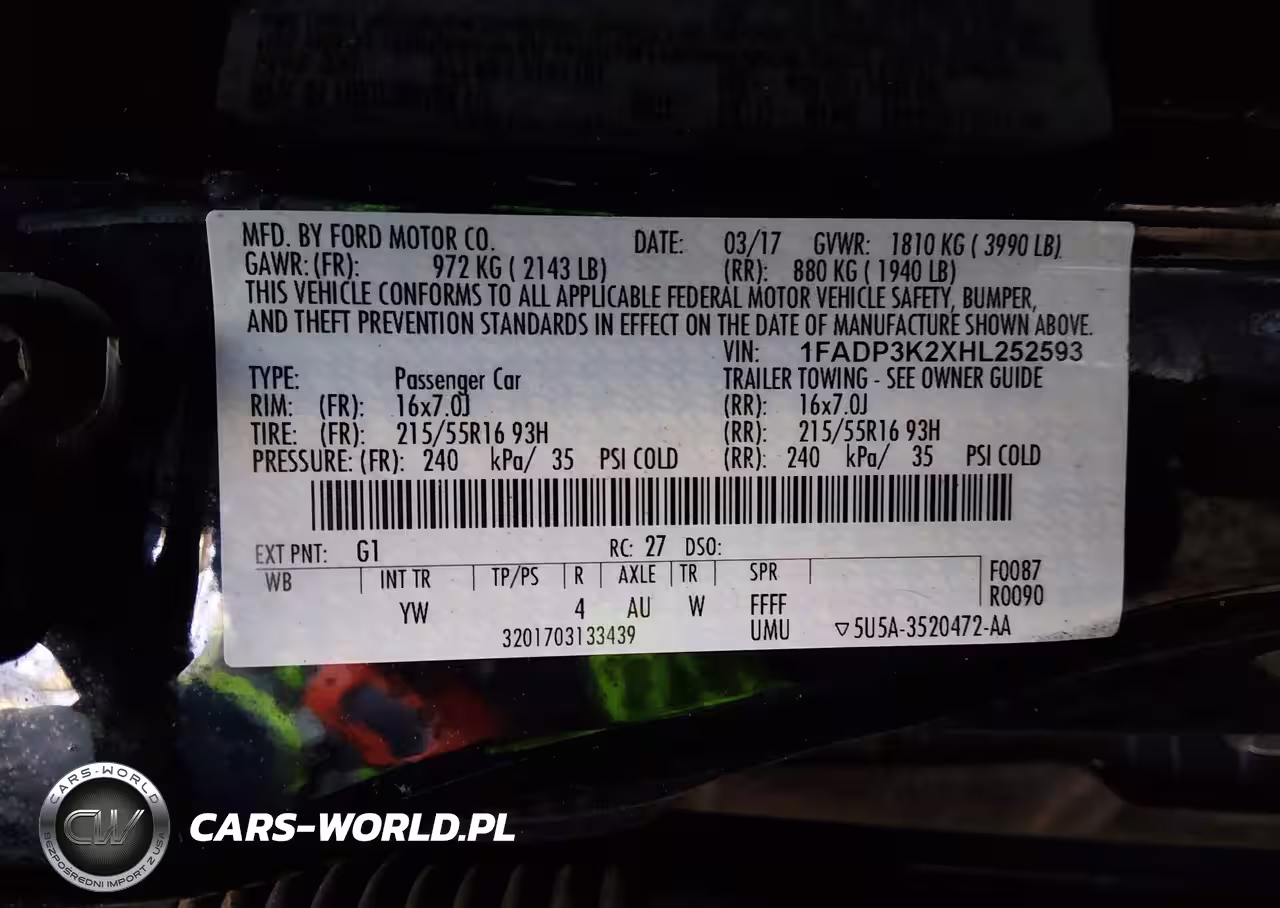 MFD. BY FORD MOTOR CO. DATE: 03/17 GVWR: 1810 KG ( 3990 LB)
GAWR: (FR): 972 KG ( 2143 LB) (RR): 880 KG ( 1940 LB)
THIS VEHICLE CONFORMS TO ALL APPLICABLE FEDERAL MOTOR VEHICLE SAFETY, BUMPER,
AND THEFT PREVENTION STANDARDS IN EFFECT ON THE DATE OF MANUFACTURE SHOWN ABOVE.
VIN: 1FADP3K2XHL252593
TYPE: Passenger Car TRAILER TOWING - SEE OWNER GUIDE
RIM: (FR): 16x7.0J (RR): 16x7.0J
TIRE: (FR): 215/55R16 93H (RR): 215/55R16 93H
PRESSURE: (FR): 240 kPa/ 35 PSI COLD (RR): 240 kPa/ 35 PSI COLD
EXT PNT: G1 RC: 27 DSO:
WB INT TR TP/PS R AXLE TR SPR F0087
YW 4 AU W FFFF R0090
3201703133439 UMU ▽5U5A-3520472-AA
CARS-WORLD
CW
BEZPOŚREDNI IMPORT Z USA
CARS-WORLD.PL